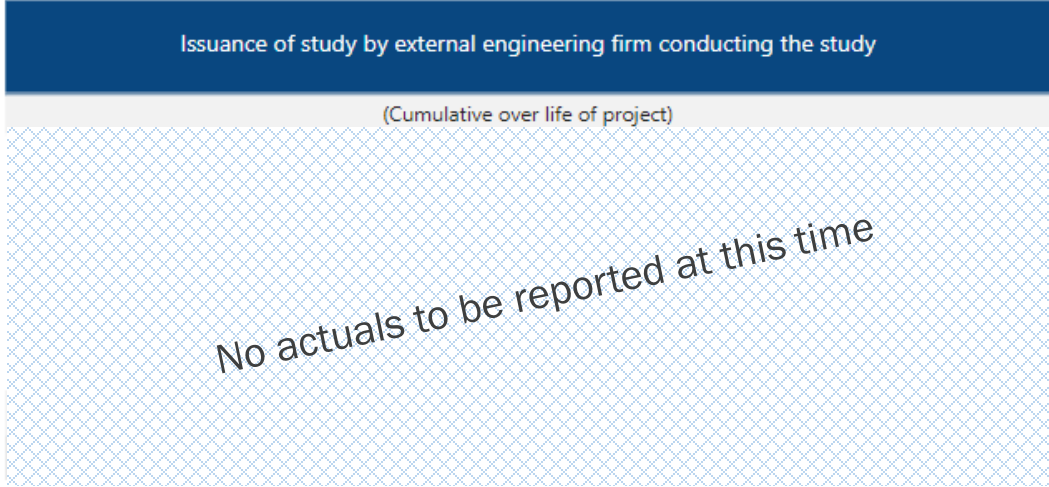 Issuance of study by external engineering firm conducting the study
(Cumulative over life of project)
No actuals to be reported at this time